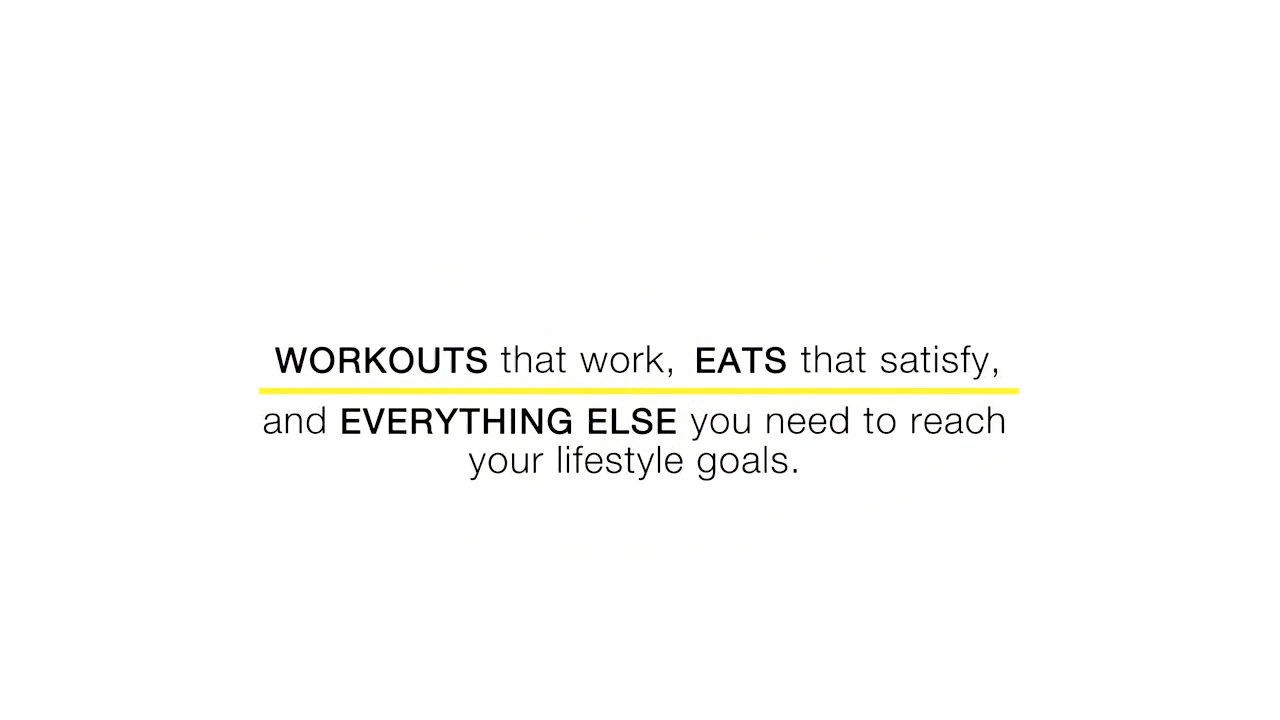 WORKOUTS that work, EATS that satisfy,
and EVERYTHING ELSE you need to reach
your lifestyle goals.